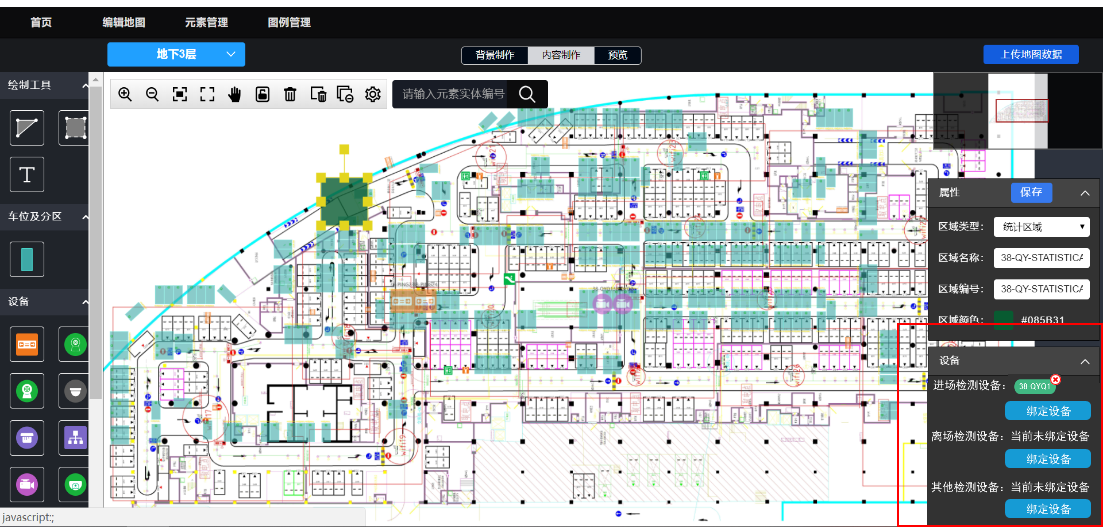 首页 编辑地图 元素管理 图例管理
地下3层 背景制作 内容制作 预览 上传地图数据
绘制工具
请输入元素实体编号
T
车位及分区
设备
属性 保存
区域类型： 统计区域
区域名称： 38-QY-STATISTICA
区域编号： 38-QY-STATISTICA
区域颜色： #085B31
设备
进场检测设备： 38-QYQ1
绑定设备
离场检测设备：当前未绑定设备
绑定设备
其他检测设备：当前未绑定设备
绑定设备
javascript:;